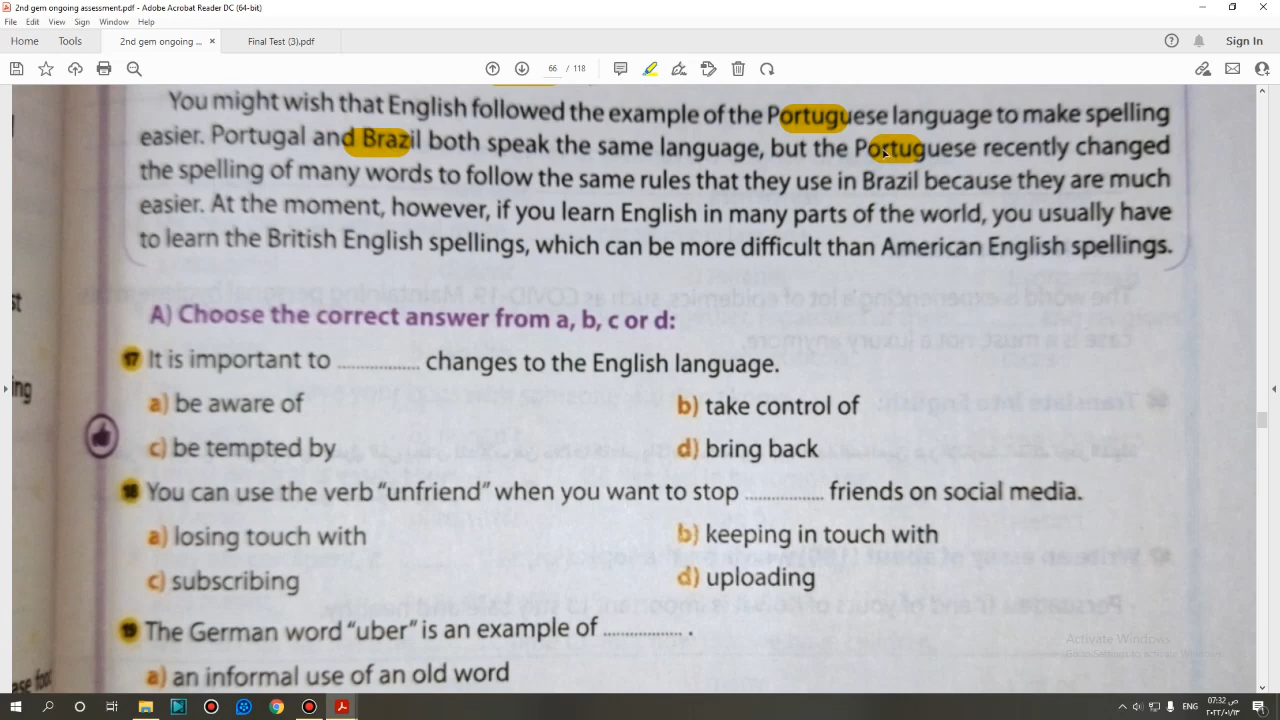 2nd gem ongoing assessment.pdf - Adobe Acrobat Reader DC (64-bit)
File Edit View Sign Window Help
Home Tools 2nd gem ongoing ... × Final Test (3).pdf Sign In
66 / 118
You might wish that English followed the example of the Portuguese language to make spelling
easier. Portugal and Brazil both speak the same language, but the Portuguese recently changed
the spelling of many words to follow the same rules that they use in Brazil because they are much
easier. At the moment, however, if you learn English in many parts of the world, you usually have
to learn the British English spellings, which can be more difficult than American English spellings.
A) Choose the correct answer from a, b, c or d:
17 It is important to .................. changes to the English language.
a) be aware of b) take control of
c) be tempted by d) bring back
18 You can use the verb "unfriend" when you want to stop .................. friends on social media.
a) losing touch with b) keeping in touch with
c) subscribing d) uploading
19 The German word "uber" is an example of .................. .
a) an informal use of an old word
Activate Windows
Go to Settings to activate Windows.
ENG
07:32 ص